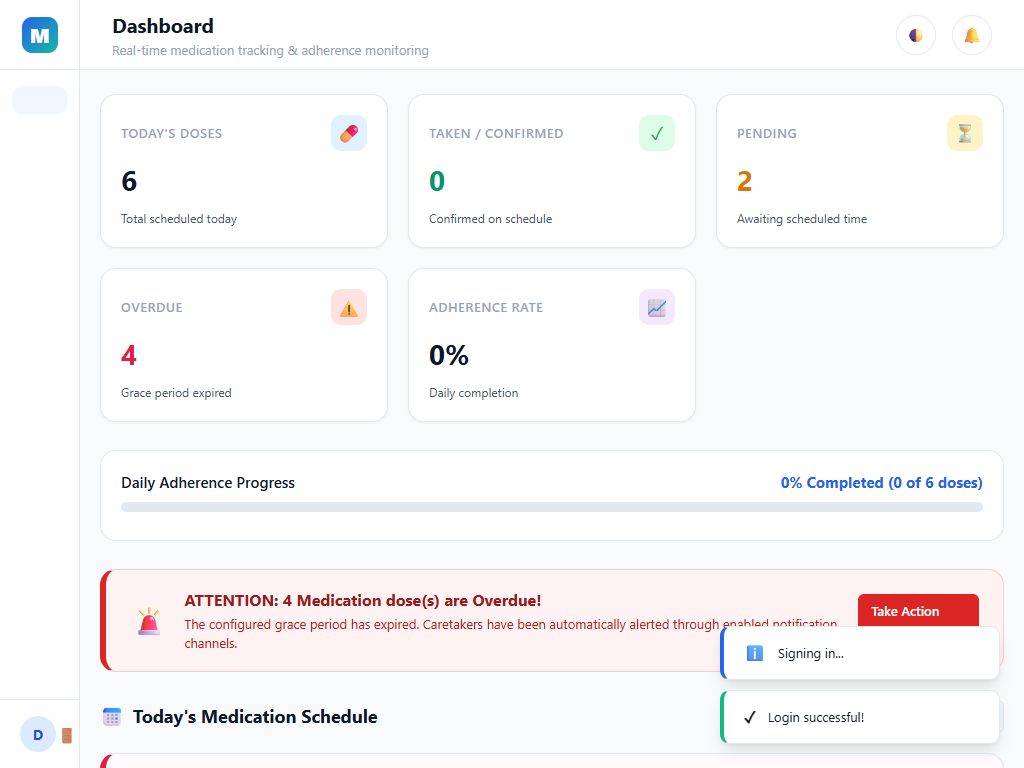 M
Dashboard
Real-time medication tracking & adherence monitoring
TODAY'S DOSES
6
Total scheduled today
TAKEN / CONFIRMED
0
Confirmed on schedule
PENDING
2
Awaiting scheduled time
OVERDUE
4
Grace period expired
ADHERENCE RATE
0%
Daily completion
Daily Adherence Progress
0% Completed (0 of 6 doses)
ATTENTION: 4 Medication dose(s) are Overdue!
The configured grace period has expired. Caretakers have been automatically alerted through enabled notification
channels.
Take Action
Signing in...
Login successful!
Today's Medication Schedule
D